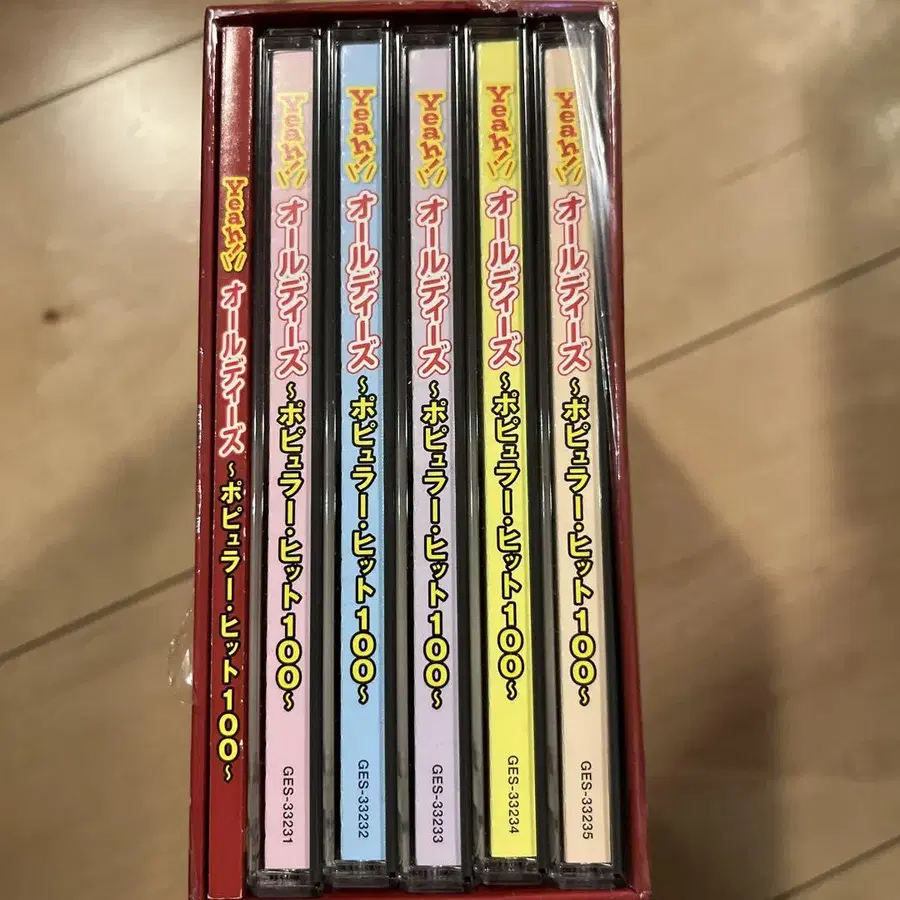 Yeah!! オールディーズ 〜ポピュラー・ヒット100〜
Yeah!! オールディーズ 〜ポピュラー・ヒット100〜 GES-33231
Yeah!! オールディーズ 〜ポピュラー・ヒット100〜 GES-33232
Yeah!! オールディーズ 〜ポピュラー・ヒット100〜 GES-33233
Yeah!! オールディーズ 〜ポピュラー・ヒット100〜 GES-33234
Yeah!! オールディーズ 〜ポピュラー・ヒット100〜 GES-33235